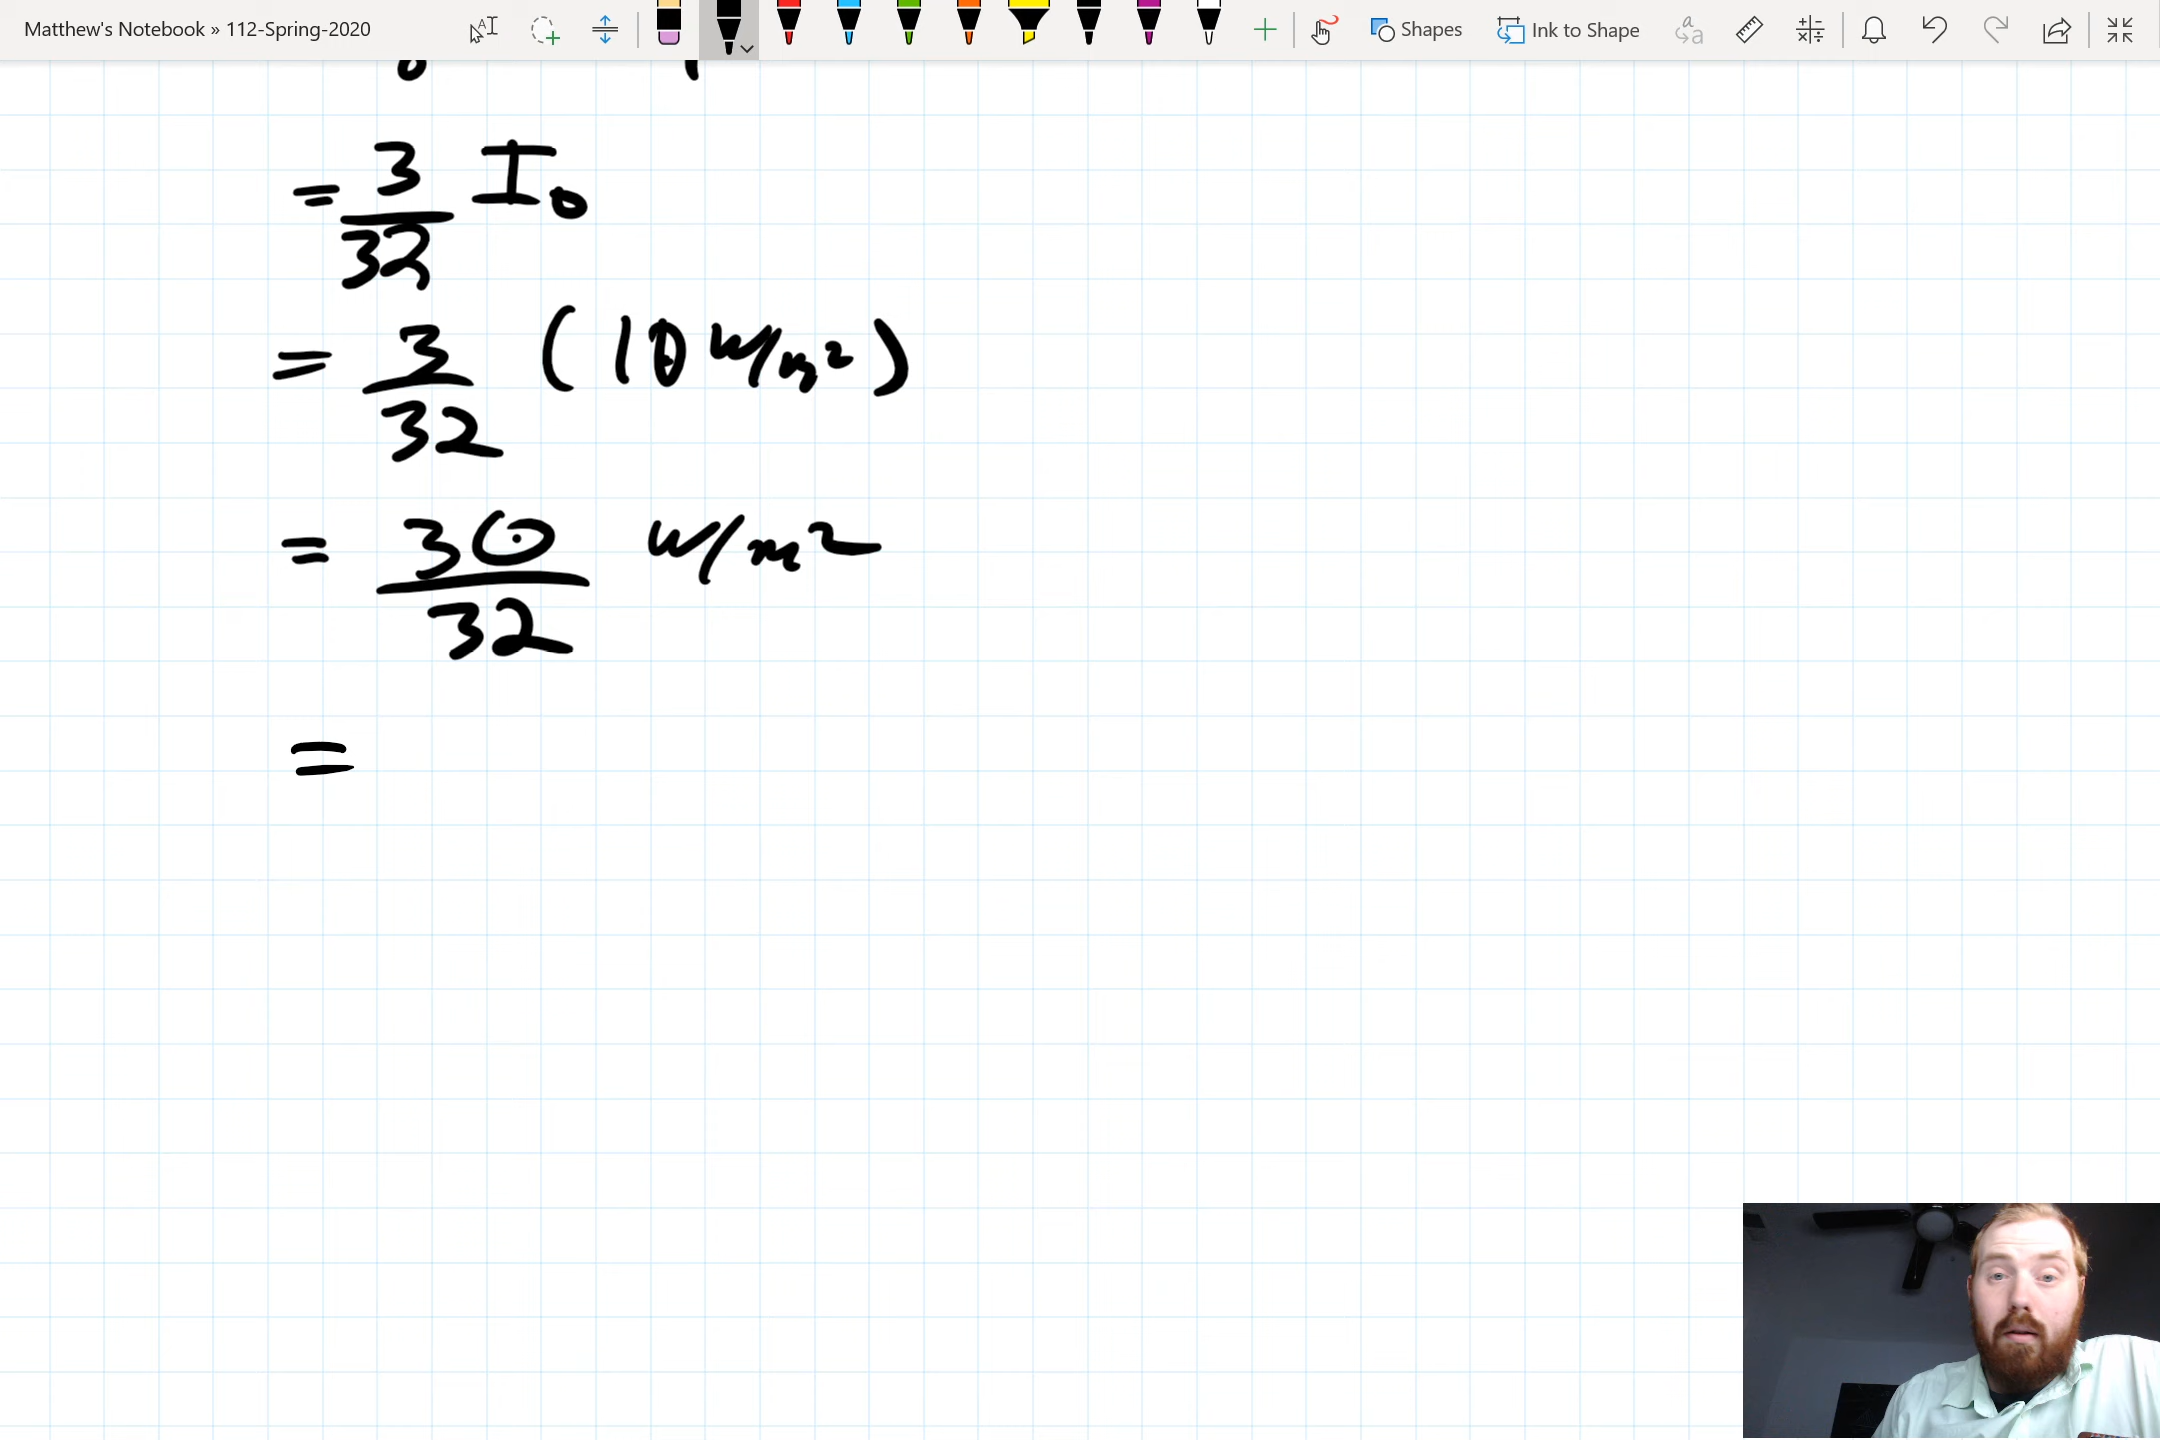 Matthew's Notebook » 112-Spring-2020 Shapes Ink to Shape
= 3/32 I₀
= 3/32 (10 W/m²)
= 30/32 W/m²
=